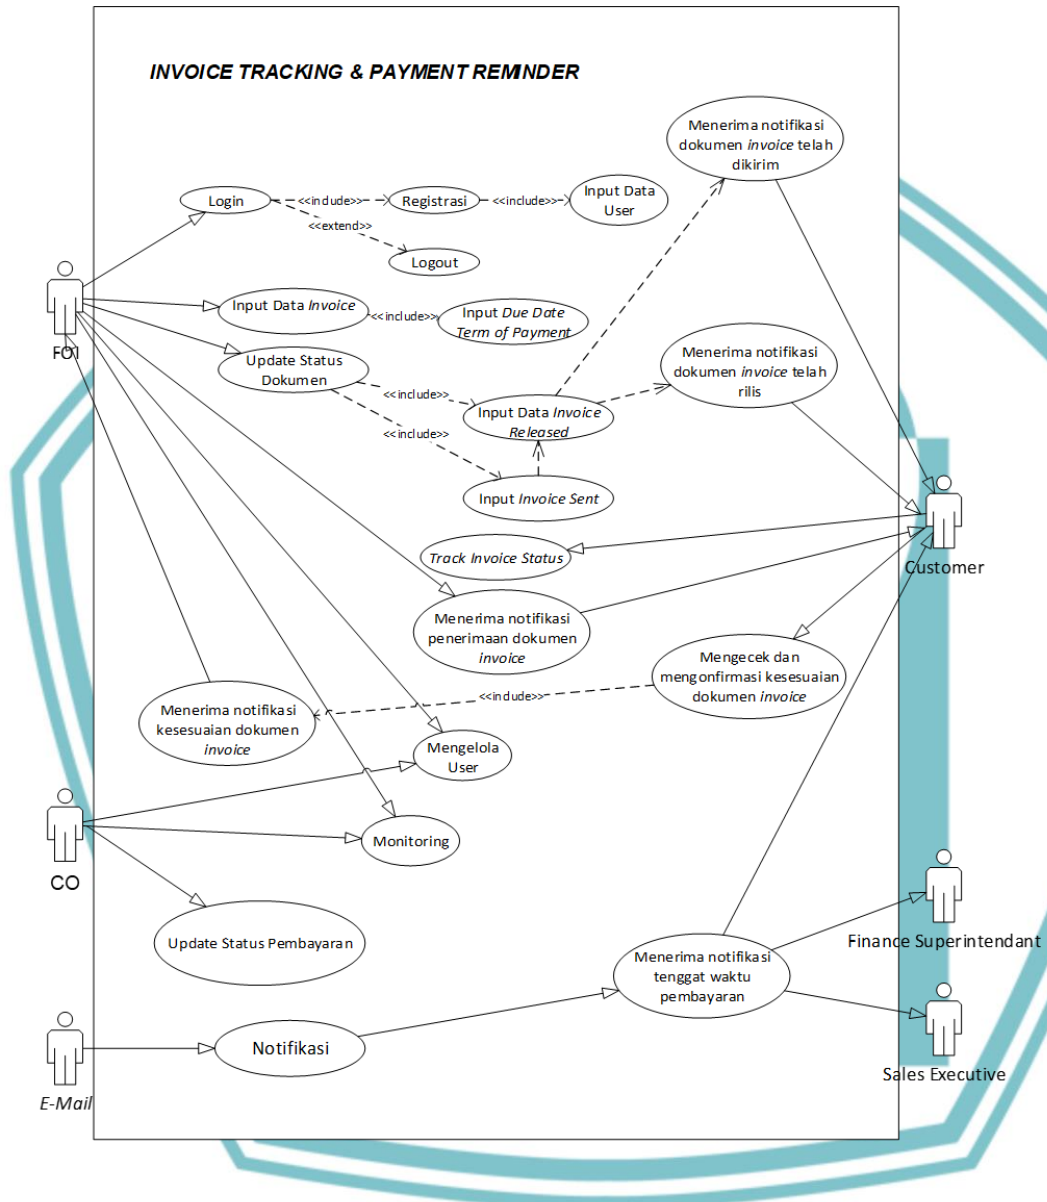 INVOICE TRACKING & PAYMENT REMINDER
Menerima notifikasi
dokumen invoice telah
dikirim
Login
<<include>>
Registrasi
<<include>>
Input Data
User
<<extend>>
Logout
FOT
Input Data Invoice
<<include>>
Input Due Date
Term of Payment
Update Status
Dokumen
<<include>>
<<include>>
Input Data Invoice
Released
Menerima notifikasi
dokumen invoice telah
rilis
Input Invoice Sent
Track Invoice Status
Customer
Menerima notifikasi
penerimaan dokumen
invoice
Mengecek dan
mengonfirmasi kesesuaian
dokumen invoice
<<include>>
Menerima notifikasi
kesesuaian dokumen
invoice
Mengelola
User
CO
Monitoring
Update Status Pembayaran
Menerima notifikasi
tenggat waktu
pembayaran
Finance Superintendant
Sales Executive
Notifikasi
E-Mail